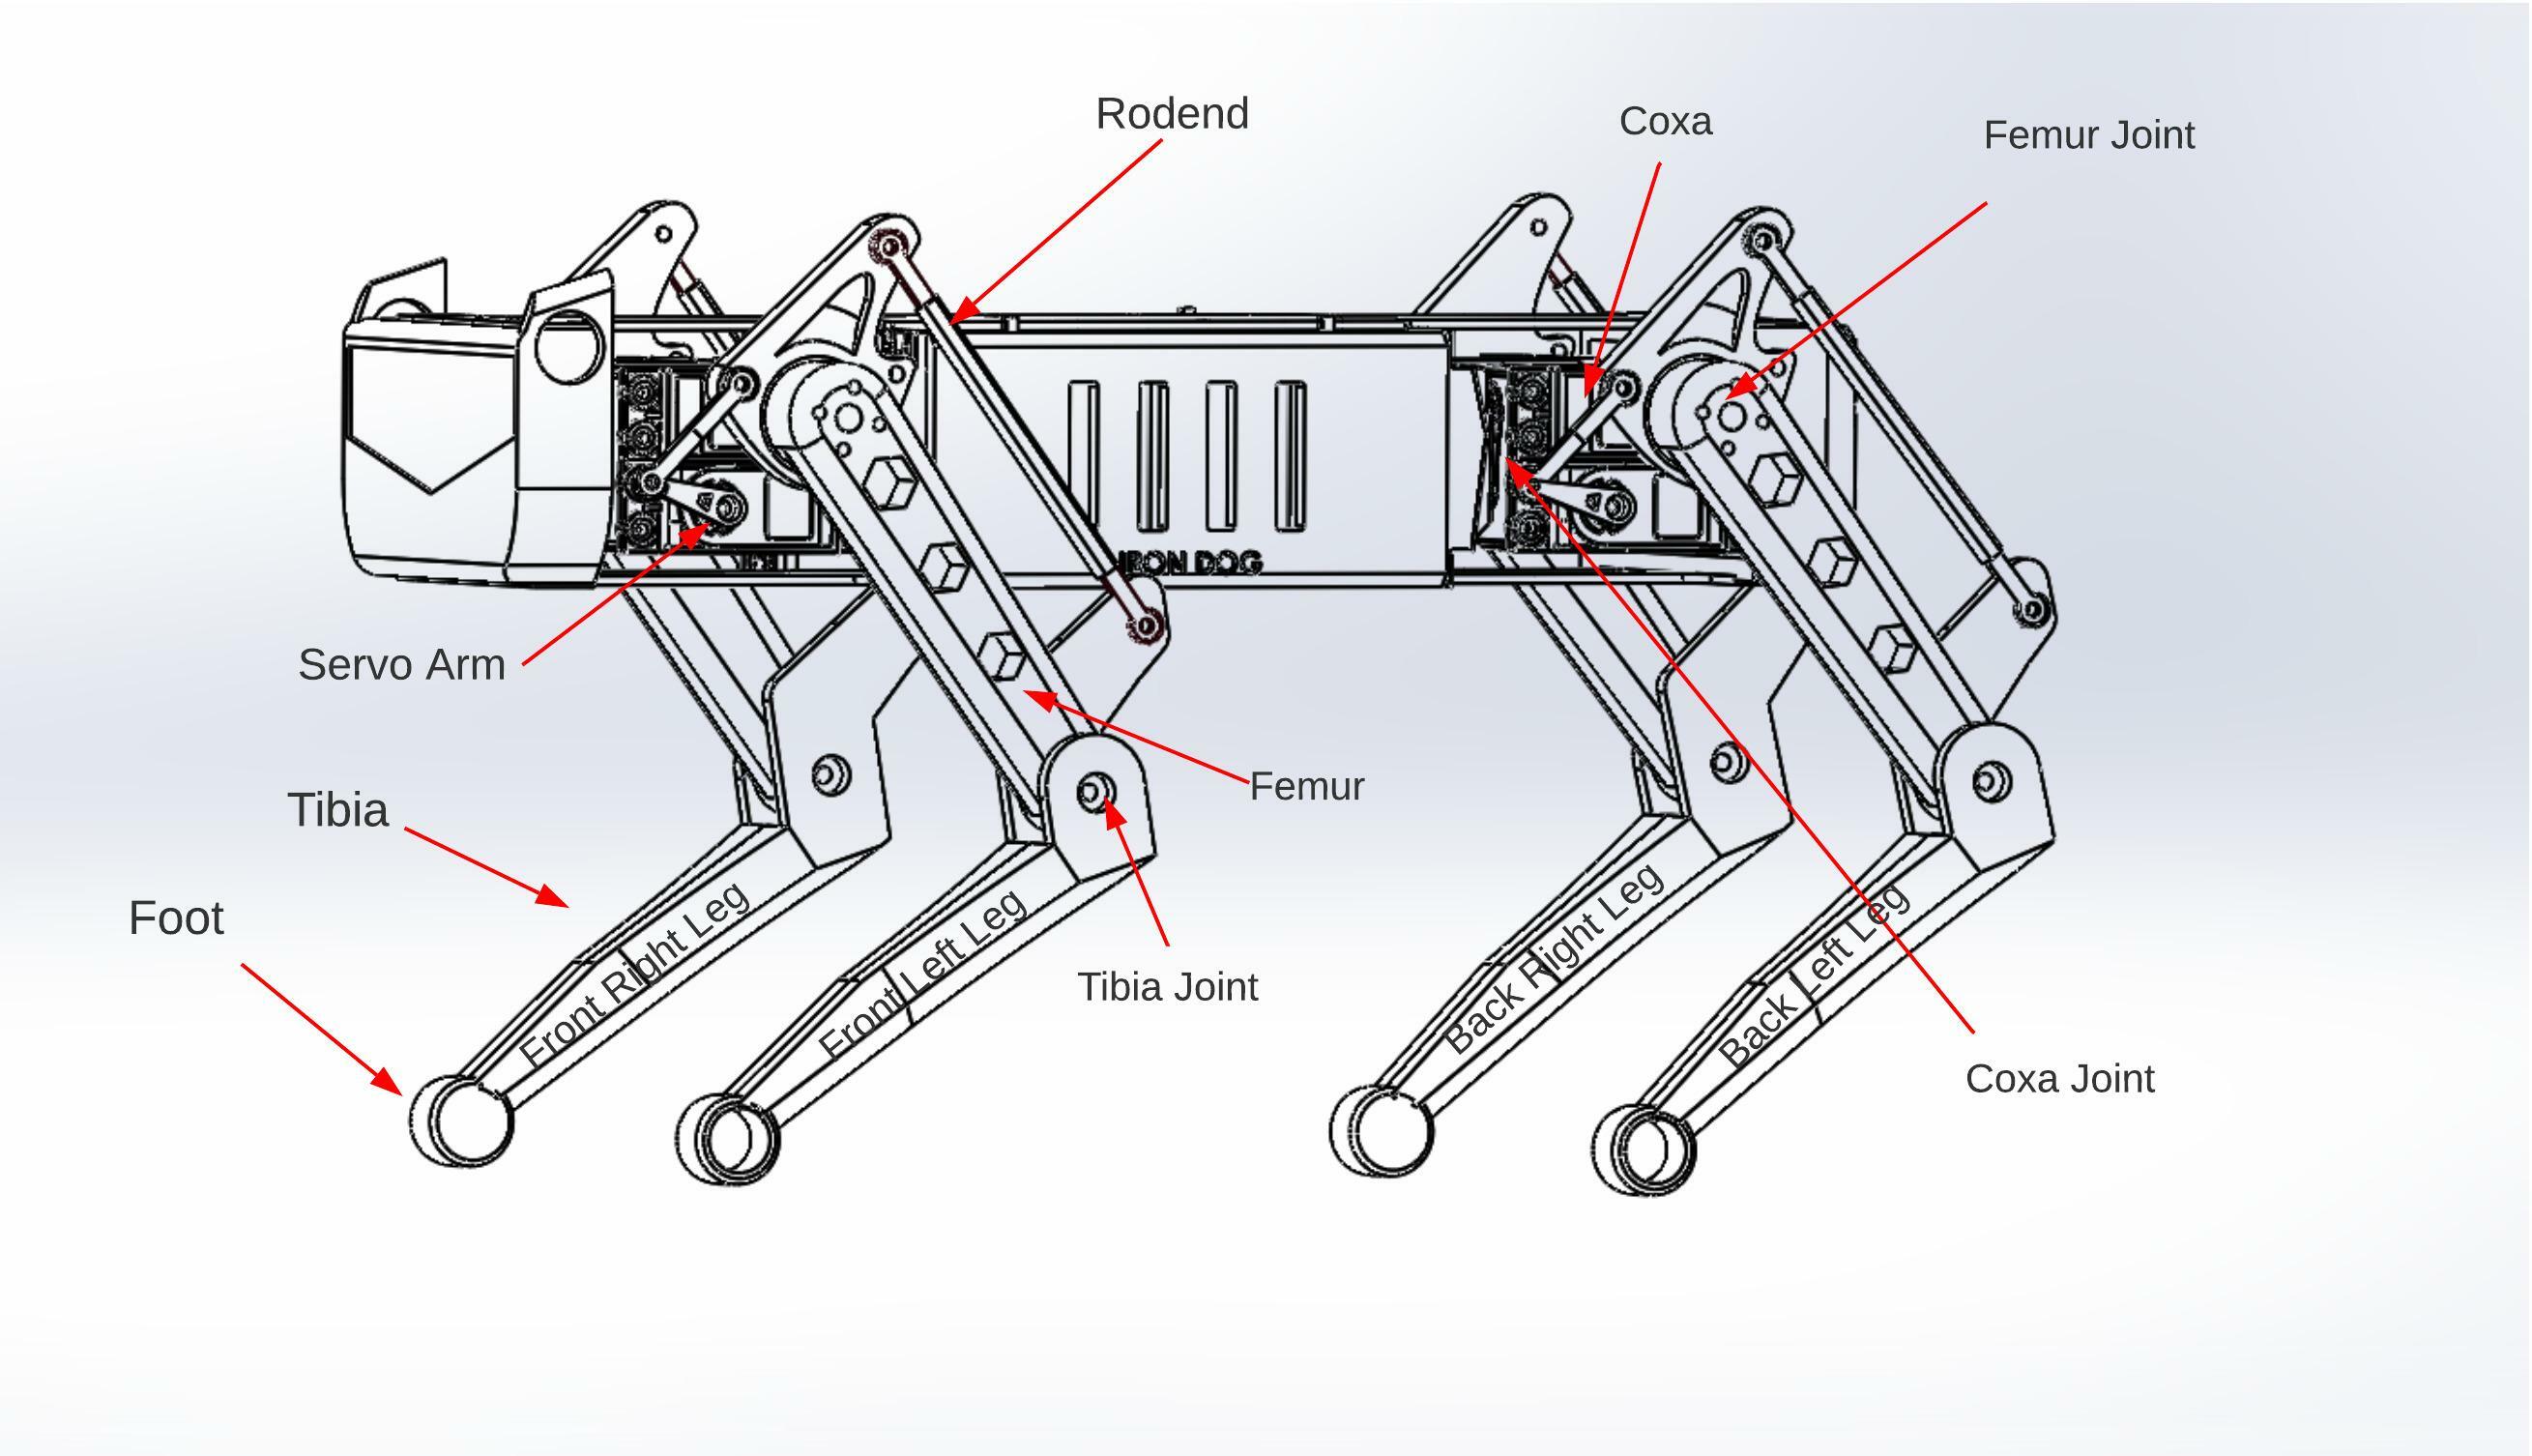 Rodend
Coxa
Femur Joint
IRON DOG
Servo Arm
Femur
Tibia
Foot
Front Right Leg
Front Left Leg
Back Right Leg
Back Left Leg
Tibia Joint
Coxa Joint